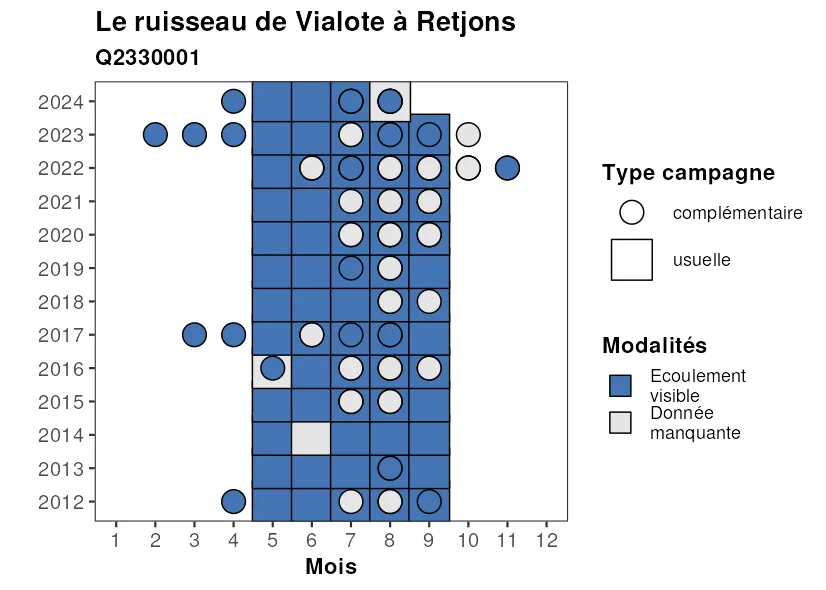 Le ruisseau de Vialote à Retjons
Q2330001
2024
2023
2022
2021
2020
2019
2018
2017
2016
2015
2014
2013
2012
1 2 3 4 5 6 7 8 9 10 11 12
Mois
Type campagne
complémentaire
usuelle
Modalités
Ecoulement
visible
Donnée
manquante